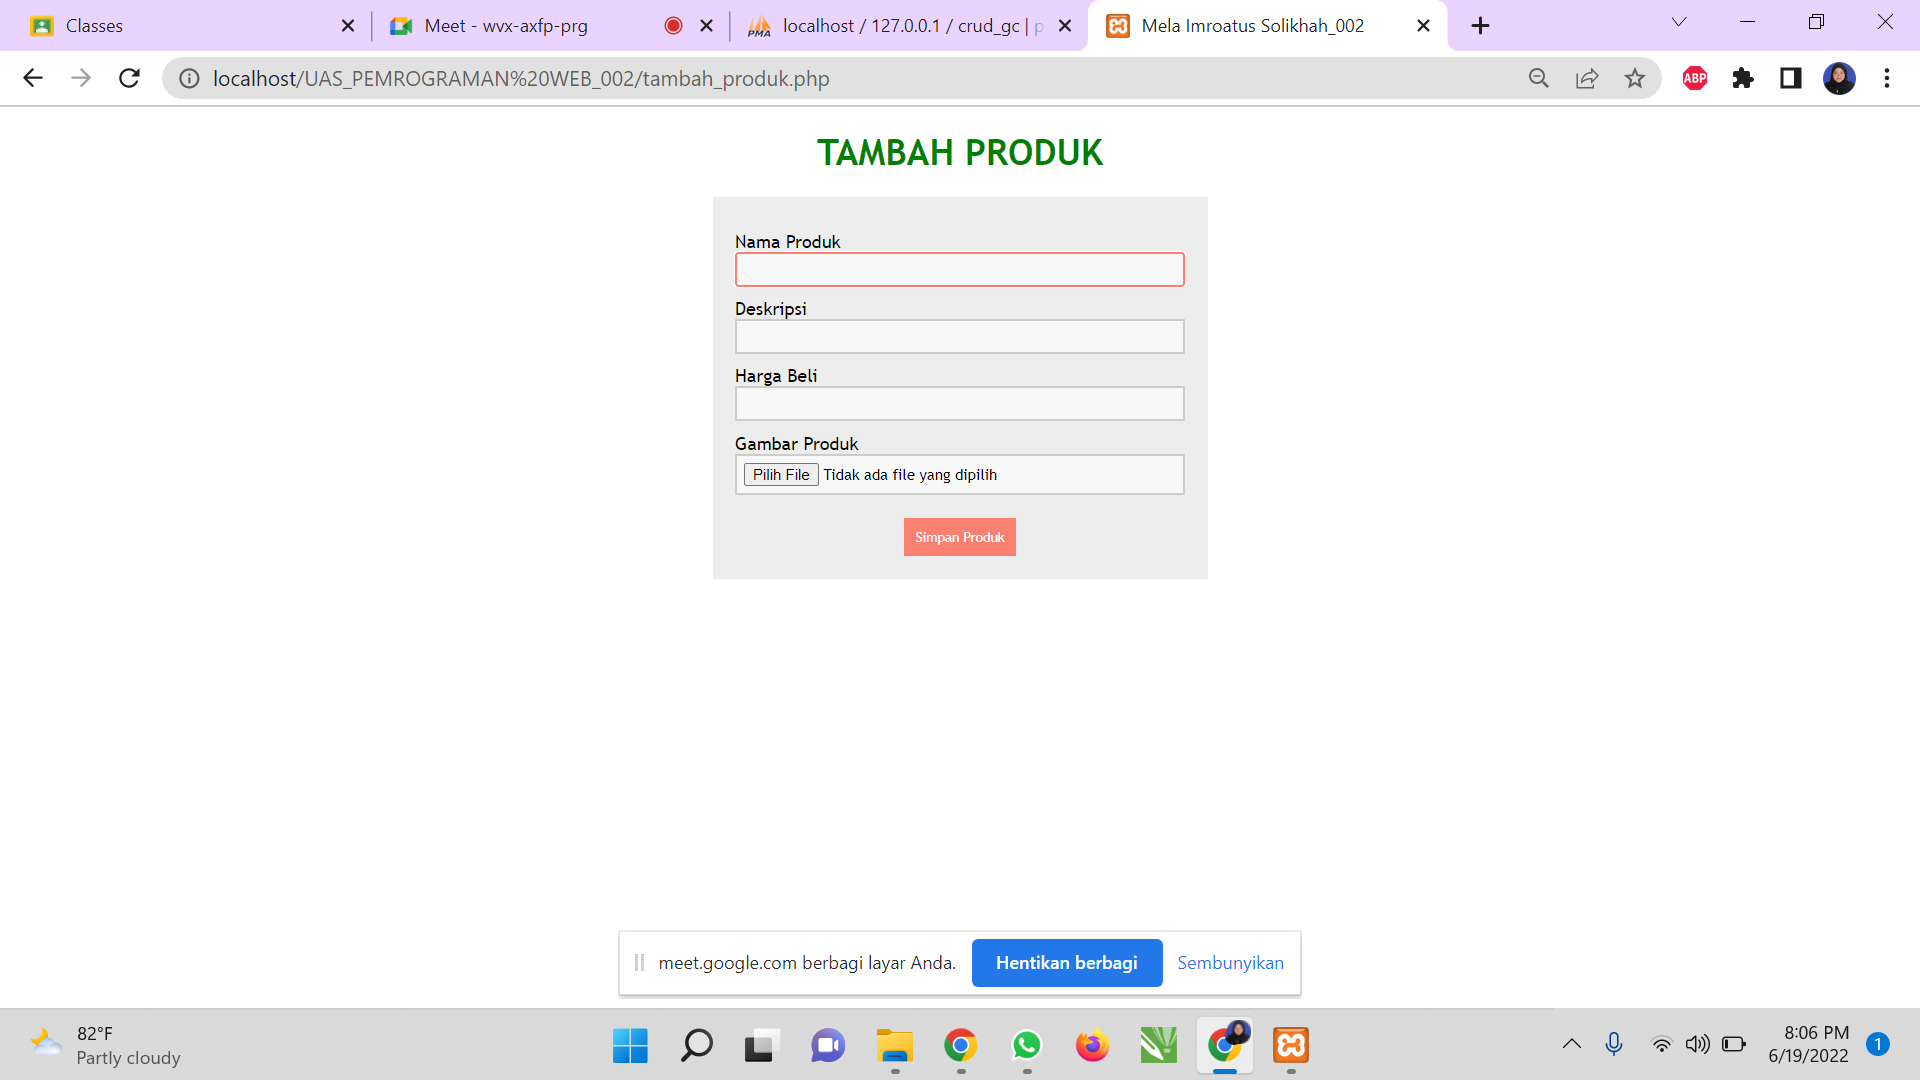 Classes
Meet - wvx-axfp-prg
PMA
localhost / 127.0.0.1 / crud_gc | p
Mela Imroatus Solikhah_002
localhost/UAS_PEMROGRAMAN%20WEB_002/tambah_produk.php
ABP
TAMBAH PRODUK
Nama Produk
Deskripsi
Harga Beli
Gambar Produk
Pilih File Tidak ada file yang dipilih
Simpan Produk
meet.google.com berbagi layar Anda.
Hentikan berbagi
Sembunyikan
82°F
Partly cloudy
8:06 PM
6/19/2022
1